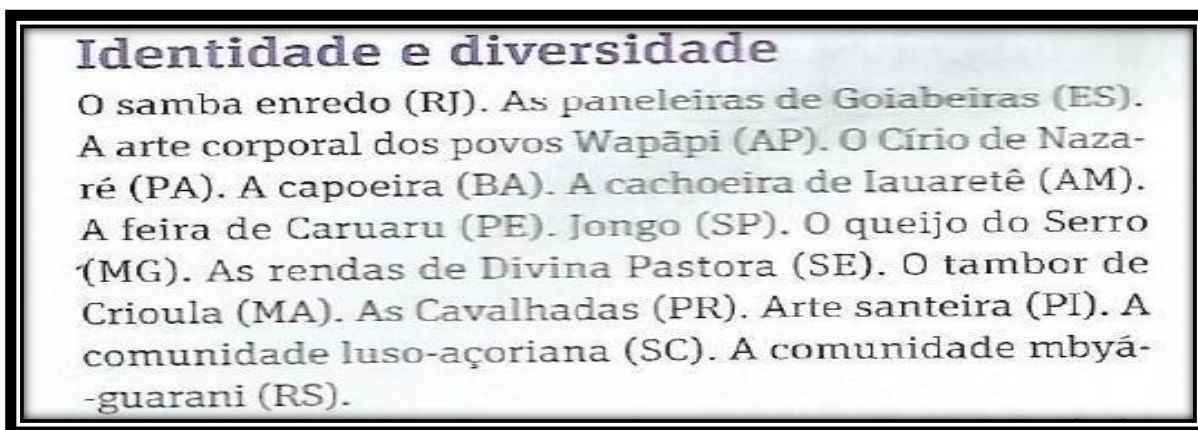 Identidade e diversidade
O samba enredo (RJ). As paneleiras de Goiabeiras (ES).
A arte corporal dos povos Wapãpi (AP). O Círio de Naza-
ré (PA). A capoeira (BA). A cachoeira de Iauaretê (AM).
A feira de Caruaru (PE). Jongo (SP). O queijo do Serro
(MG). As rendas de Divina Pastora (SE). O tambor de
Crioula (MA). As Cavalhadas (PR). Arte santeira (PI). A
comunidade luso-açoriana (SC). A comunidade mbyá-
-guarani (RS).